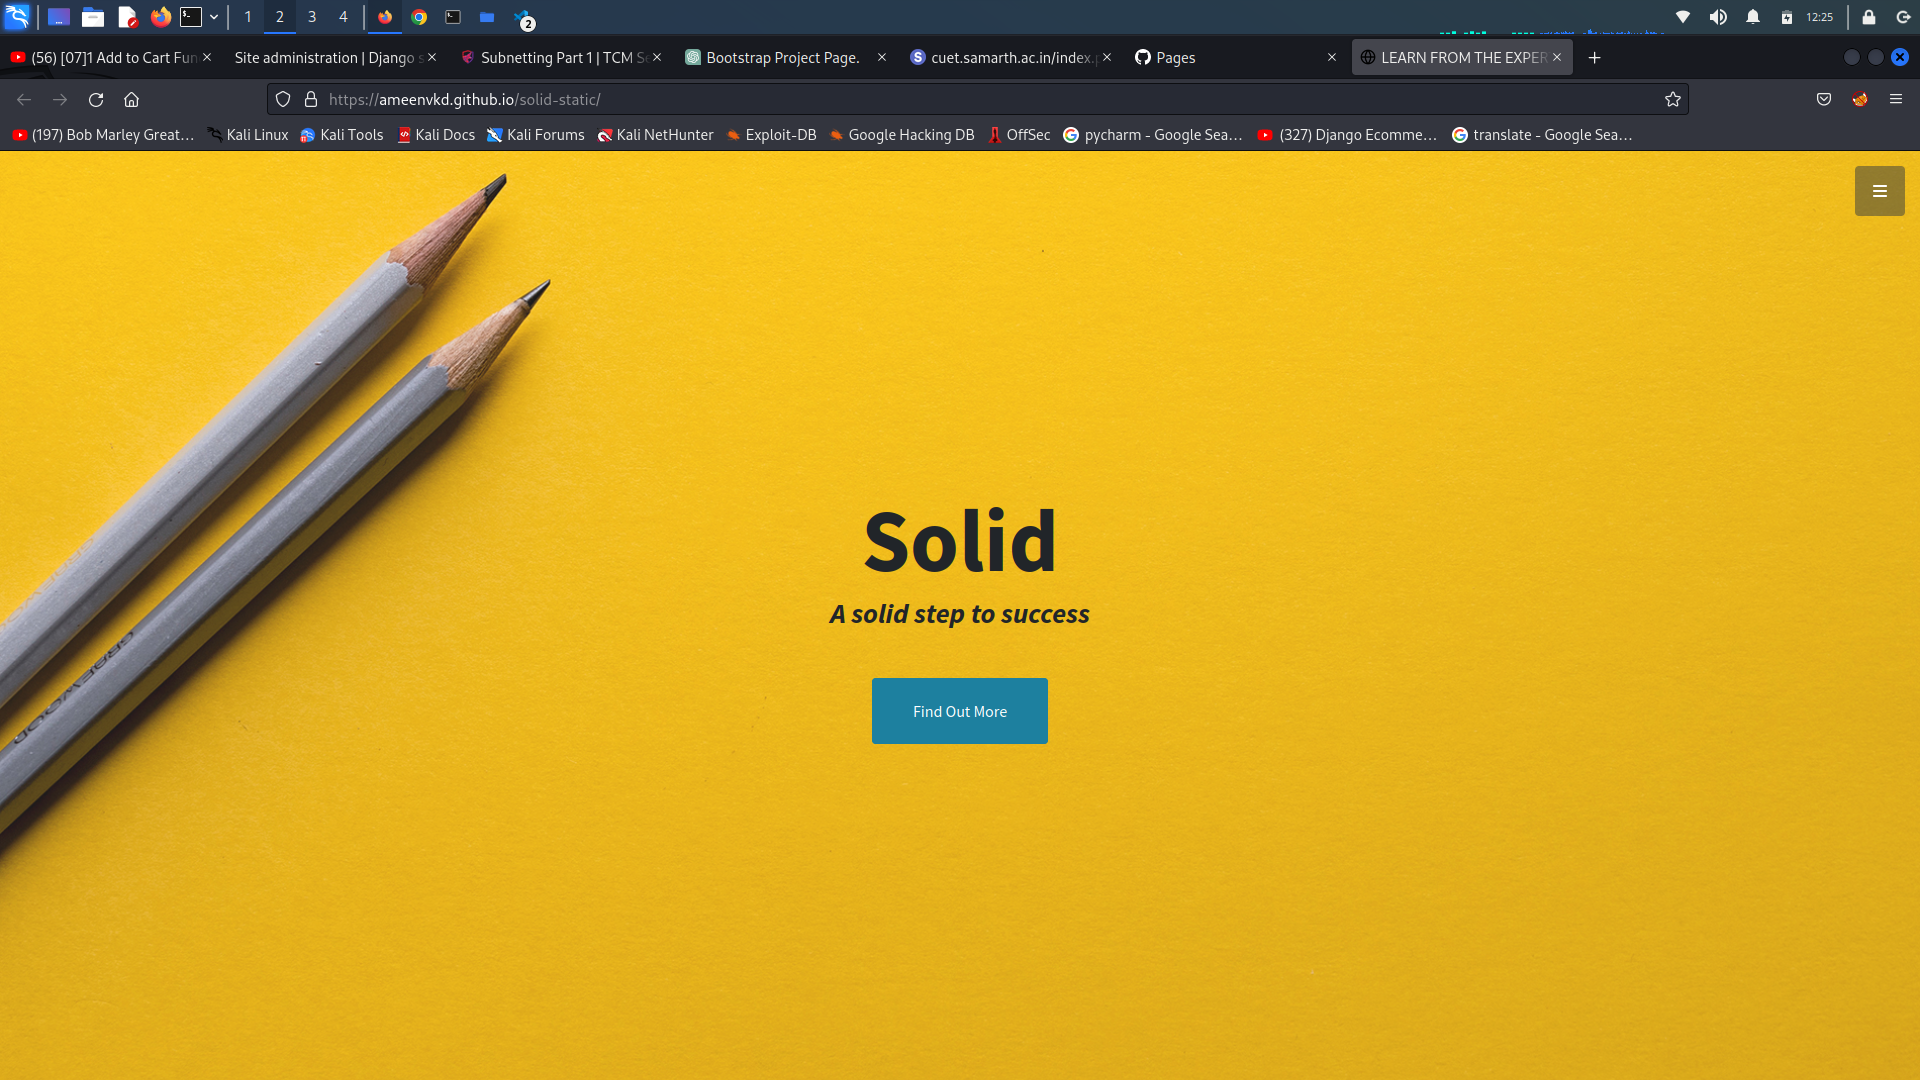 1 2 3 4
2
12:25
(56) [07]1 Add to Cart Fun
Site administration | Django s
Subnetting Part 1 | TCM Se
Bootstrap Project Page.
cuet.samarth.ac.in/index.p
Pages
LEARN FROM THE EXPER
https://ameenvkd.github.io/solid-static/
(197) Bob Marley Great…
Kali Linux
Kali Tools
Kali Docs
Kali Forums
Kali NetHunter
Exploit-DB
Google Hacking DB
OffSec
pycharm - Google Sea…
(327) Django Ecomme…
translate - Google Sea…
Solid
A solid step to success
Find Out More